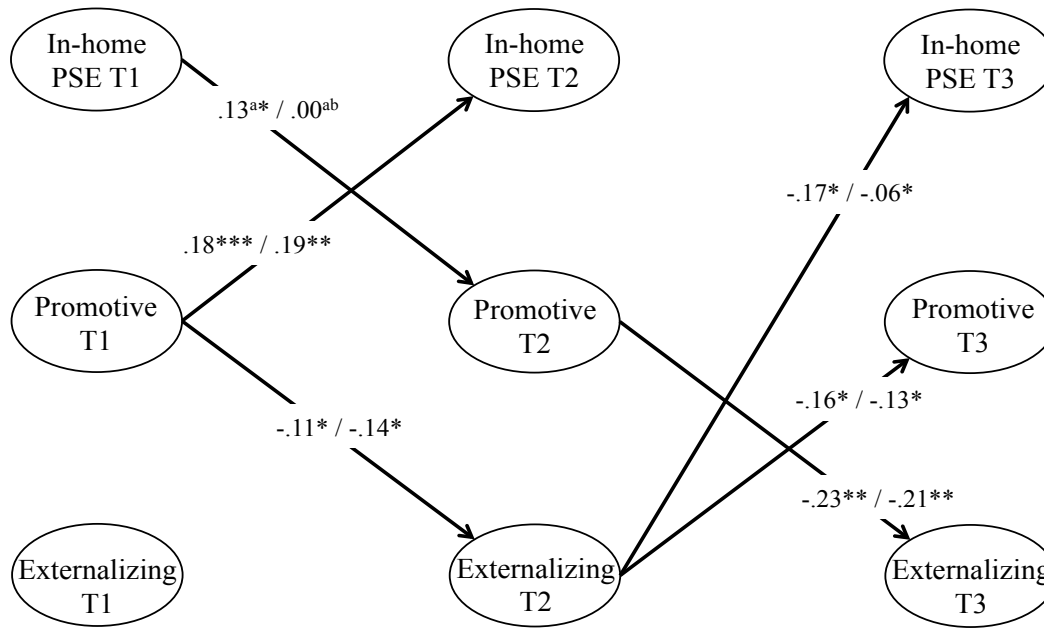 In-home
PSE T1
In-home
PSE T2
In-home
PSE T3
.13ᵃ* / .00ᵃᵇ
-.17* / -.06*
.18*** / .19**
Promotive
T1
Promotive
T2
Promotive
T3
-.16* / -.13*
-.11* / -.14*
-.23** / -.21**
Externalizing
T1
Externalizing
T2
Externalizing
T3